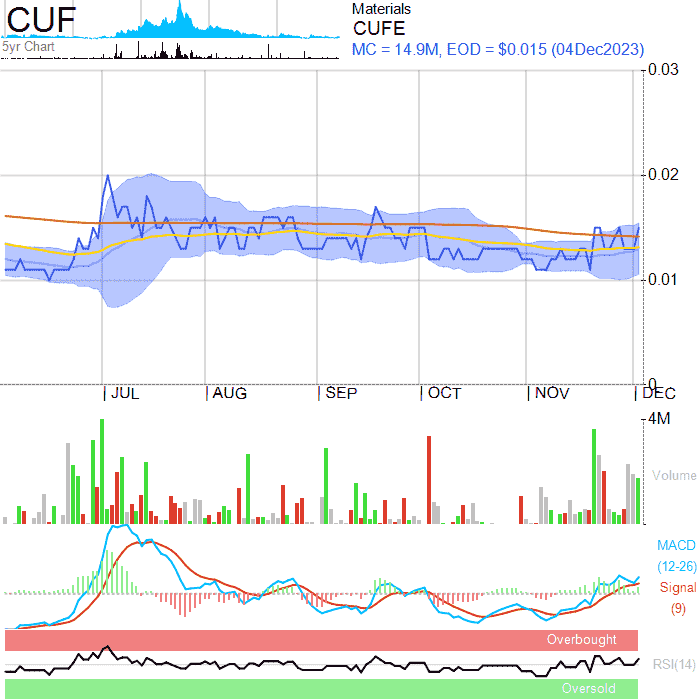 CUF
5yr Chart
Materials
CUFE
MC = 14.9M, EOD = $0.015 (04Dec2023)
0.03
0.02
0.01
0
JUL
AUG
SEP
OCT
NOV
DEC
4M
Volume
MACD
(12-26)
Signal
(9)
Overbought
RSI(14)
Oversold